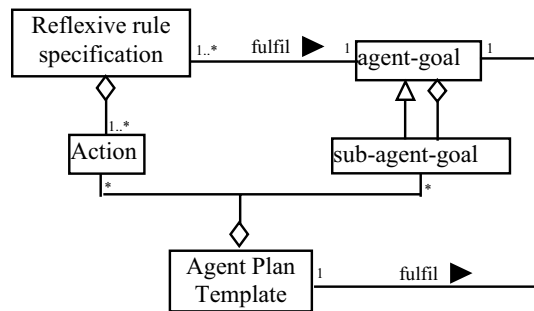 Reflexive rule
specification
1..*
fulfil
1
agent-goal
1
1..*
Action
sub-agent-goal
*
*
Agent Plan
Template
1
fulfil